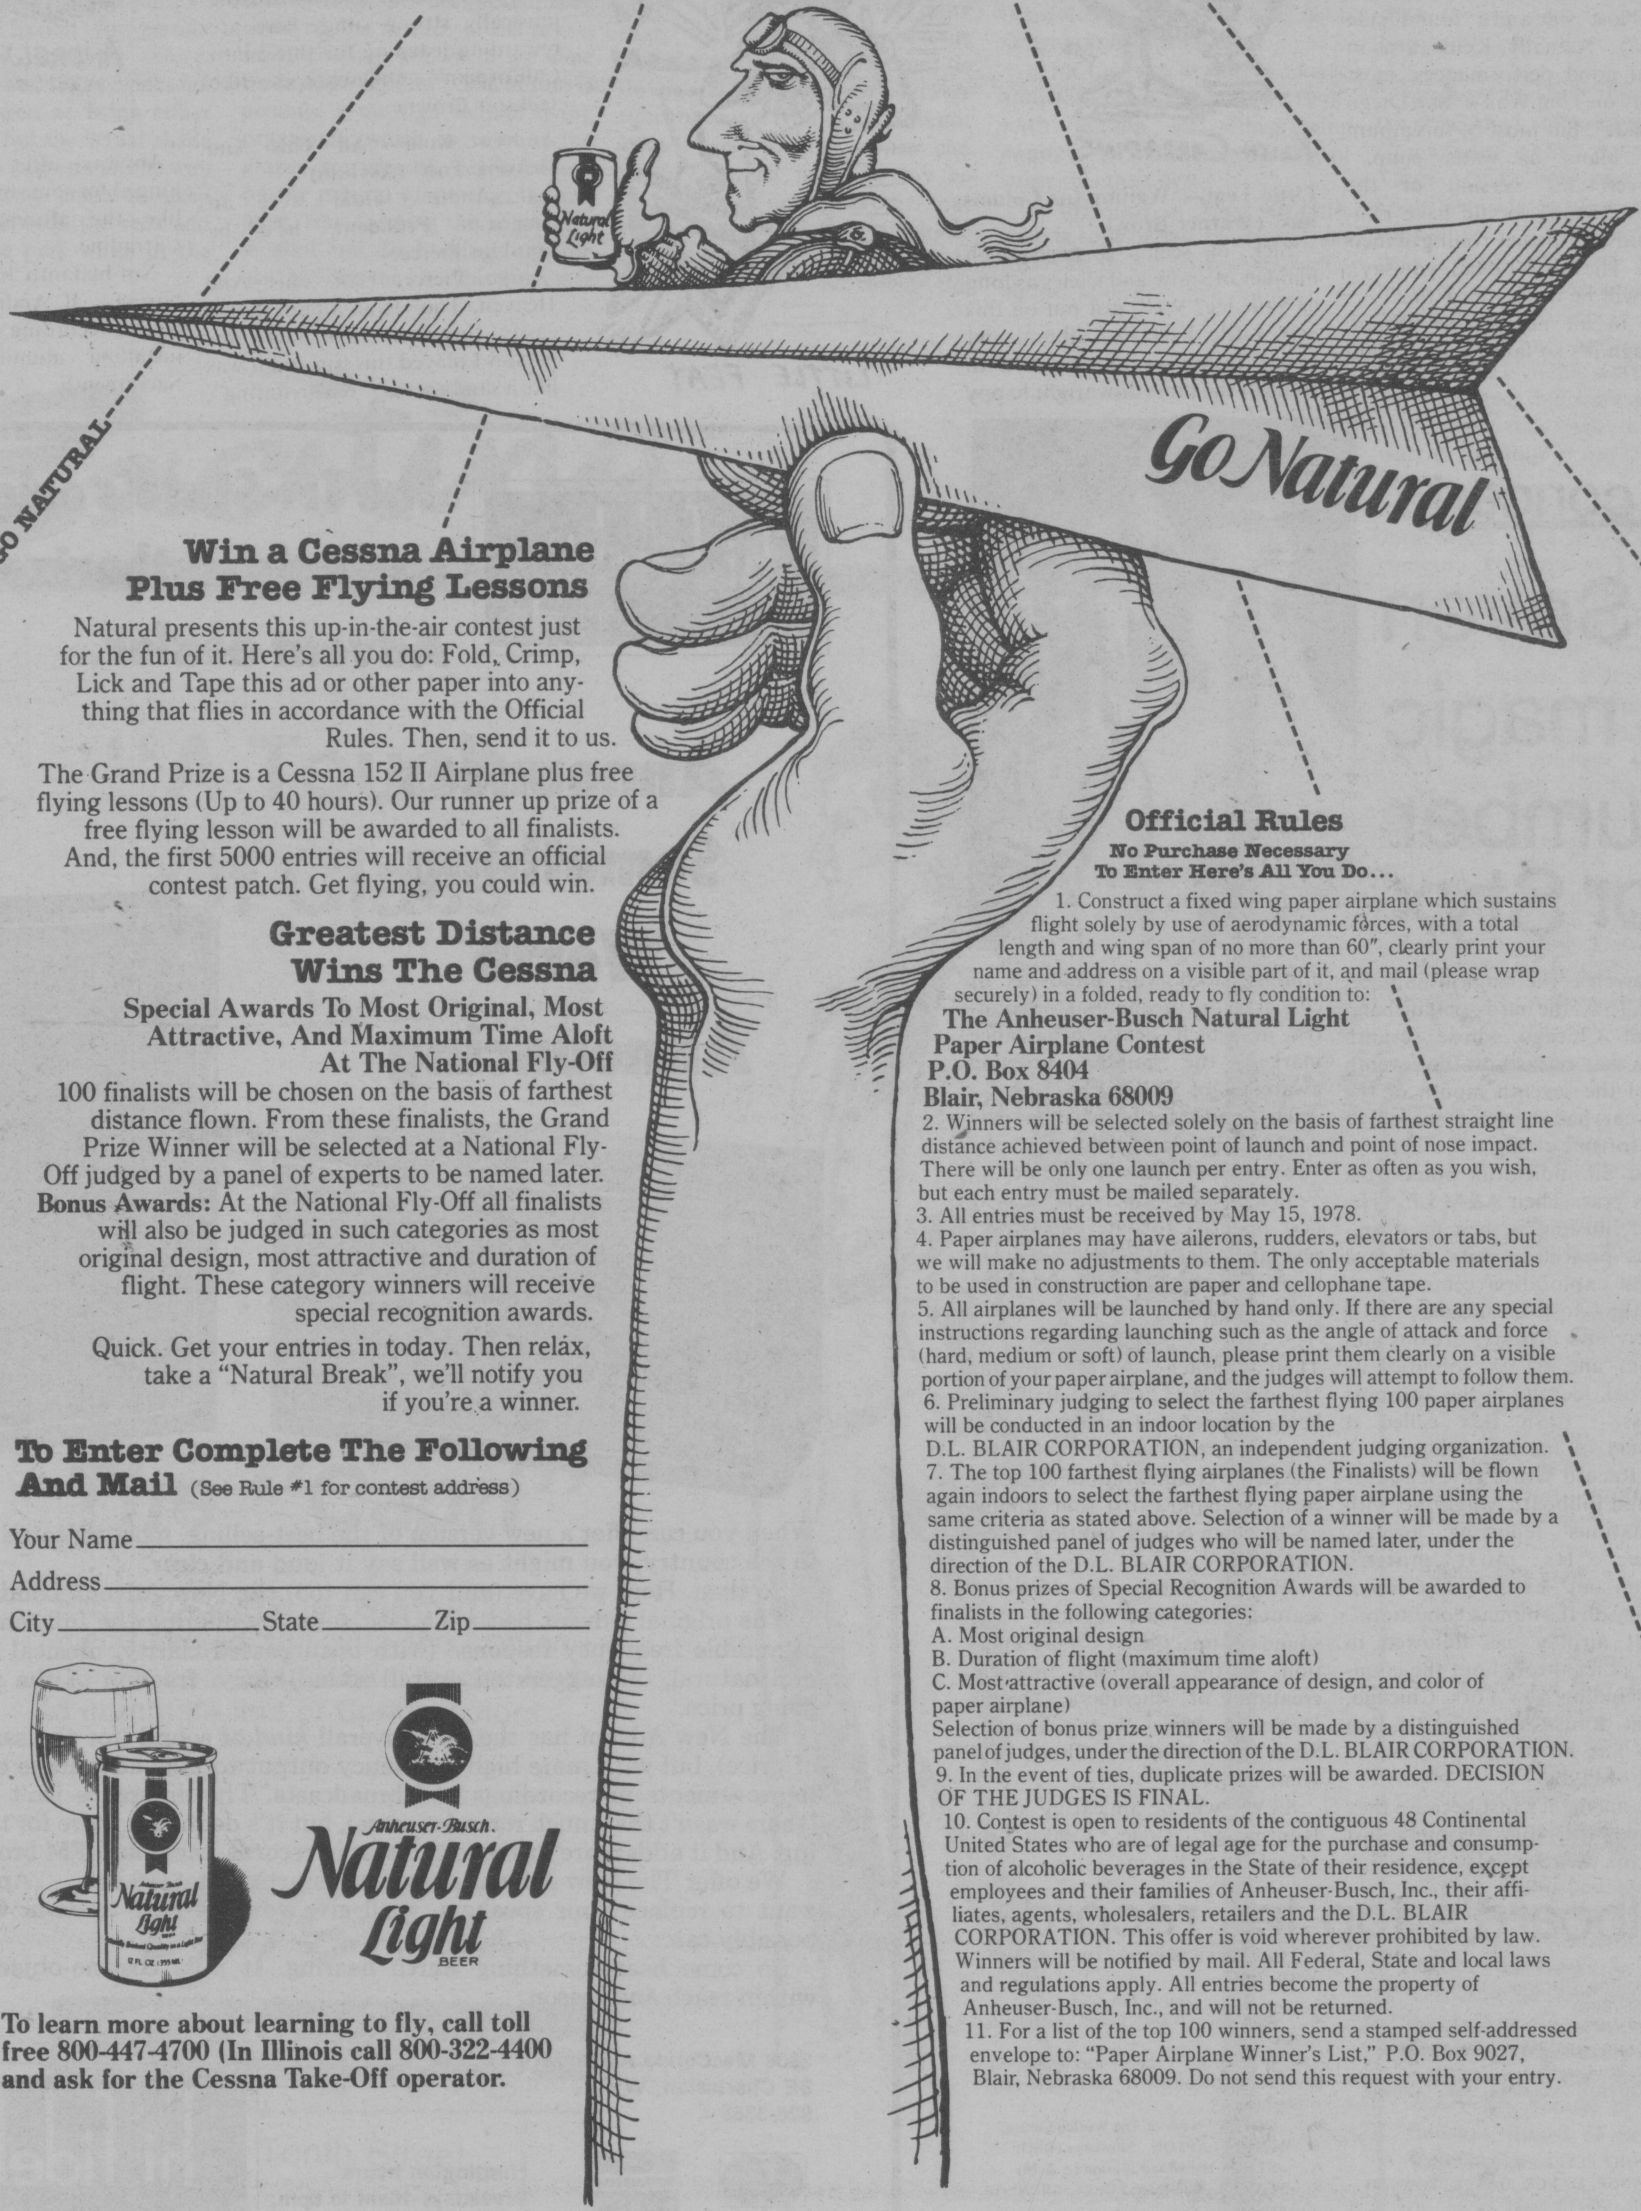 Natural
Light
Go Natural
GO NATURAL
Win a Cessna Airplane
Plus Free Flying Lessons
Natural presents this up-in-the-air contest just
for the fun of it. Here's all you do: Fold, Crimp,
Lick and Tape this ad or other paper into any-
thing that flies in accordance with the Official
Rules. Then, send it to us.
The Grand Prize is a Cessna 152 II Airplane plus free
flying lessons (Up to 40 hours). Our runner up prize of a
free flying lesson will be awarded to all finalists.
And, the first 5000 entries will receive an official
contest patch. Get flying, you could win.
Greatest Distance
Wins The Cessna
Special Awards To Most Original, Most
Attractive, And Maximum Time Aloft
At The National Fly-Off
100 finalists will be chosen on the basis of farthest
distance flown. From these finalists, the Grand
Prize Winner will be selected at a National Fly-
Off judged by a panel of experts to be named later.
Bonus Awards: At the National Fly-Off all finalists
will also be judged in such categories as most
original design, most attractive and duration of
flight. These category winners will receive
special recognition awards.
Quick. Get your entries in today. Then relax,
take a "Natural Break", we'll notify you
if you're a winner.
To Enter Complete The Following
And Mail (See Rule #1 for contest address)
Your Name
Address
City State Zip
Natural
Light
12 FL. OZ. (355 ML)
Anheuser-Busch.
Natural
Light
BEER
To learn more about learning to fly, call toll
free 800-447-4700 (In Illinois call 800-322-4400
and ask for the Cessna Take-Off operator.
Official Rules
No Purchase Necessary
To Enter Here's All You Do...
1. Construct a fixed wing paper airplane which sustains
flight solely by use of aerodynamic forces, with a total
length and wing span of no more than 60", clearly print your
name and address on a visible part of it, and mail (please wrap
securely) in a folded, ready to fly condition to:
The Anheuser-Busch Natural Light
Paper Airplane Contest
P.O. Box 8404
Blair, Nebraska 68009
2. Winners will be selected solely on the basis of farthest straight line
distance achieved between point of launch and point of nose impact.
There will be only one launch per entry. Enter as often as you wish,
but each entry must be mailed separately.
3. All entries must be received by May 15, 1978.
4. Paper airplanes may have ailerons, rudders, elevators or tabs, but
we will make no adjustments to them. The only acceptable materials
to be used in construction are paper and cellophane tape.
5. All airplanes will be launched by hand only. If there are any special
instructions regarding launching such as the angle of attack and force
(hard, medium or soft) of launch, please print them clearly on a visible
portion of your paper airplane, and the judges will attempt to follow them.
6. Preliminary judging to select the farthest flying 100 paper airplanes
will be conducted in an indoor location by the
D.L. BLAIR CORPORATION, an independent judging organization.
7. The top 100 farthest flying airplanes (the Finalists) will be flown
again indoors to select the farthest flying paper airplane using the
same criteria as stated above. Selection of a winner will be made by a
distinguished panel of judges who will be named later, under the
direction of the D.L. BLAIR CORPORATION.
8. Bonus prizes of Special Recognition Awards will be awarded to
finalists in the following categories:
A. Most original design
B. Duration of flight (maximum time aloft)
C. Most attractive (overall appearance of design, and color of
paper airplane)
Selection of bonus prize winners will be made by a distinguished
panel of judges, under the direction of the D.L. BLAIR CORPORATION.
9. In the event of ties, duplicate prizes will be awarded. DECISION
OF THE JUDGES IS FINAL.
10. Contest is open to residents of the contiguous 48 Continental
United States who are of legal age for the purchase and consump-
tion of alcoholic beverages in the State of their residence, except
employees and their families of Anheuser-Busch, Inc., their affi-
liates, agents, wholesalers, retailers and the D.L. BLAIR
CORPORATION. This offer is void wherever prohibited by law.
Winners will be notified by mail. All Federal, State and local laws
and regulations apply. All entries become the property of
Anheuser-Busch, Inc., and will not be returned.
11. For a list of the top 100 winners, send a stamped self-addressed
envelope to: "Paper Airplane Winner's List," P.O. Box 9027,
Blair, Nebraska 68009. Do not send this request with your entry.